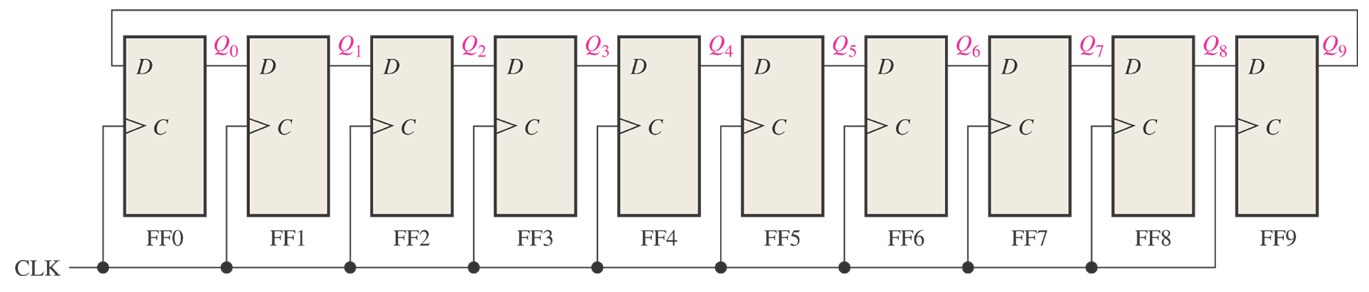 Q0 Q1 Q2 Q3 Q4 Q5 Q6 Q7 Q8 Q9
D D D D D D D D D D
C C C C C C C C C C
FF0 FF1 FF2 FF3 FF4 FF5 FF6 FF7 FF8 FF9
CLK